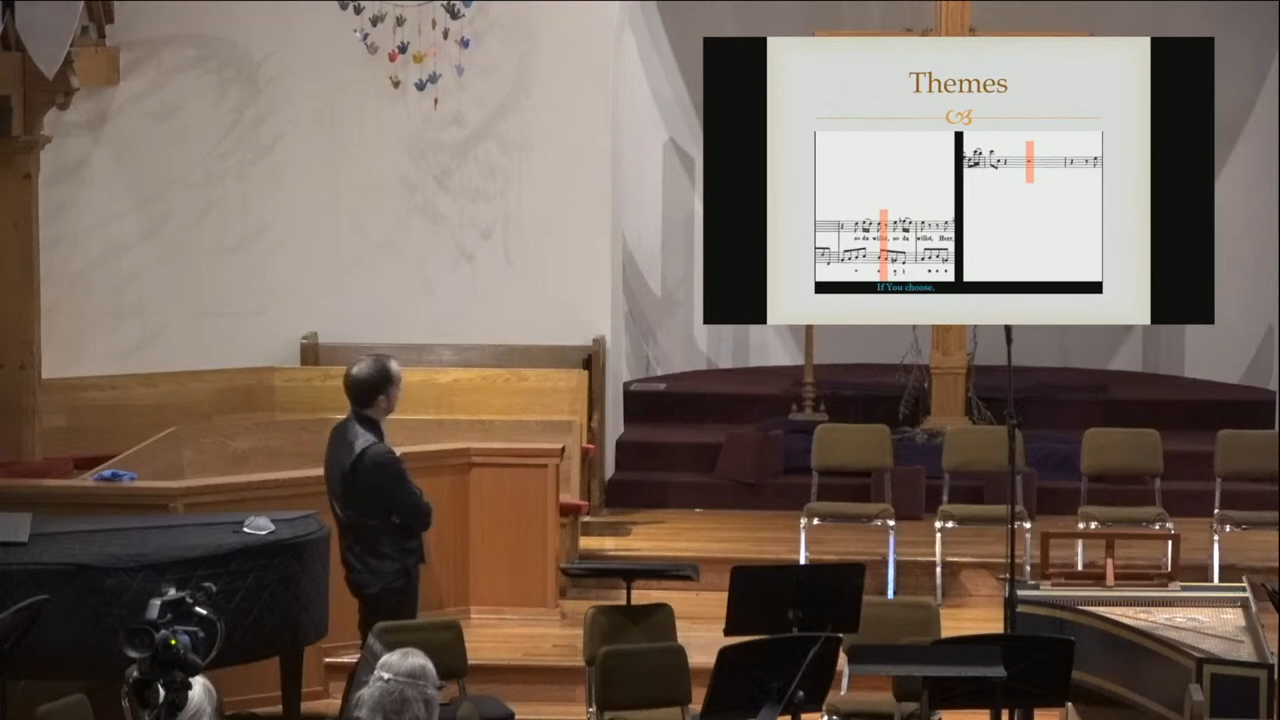 Themes
so du willst, so du willst, Herr,
If You choose,